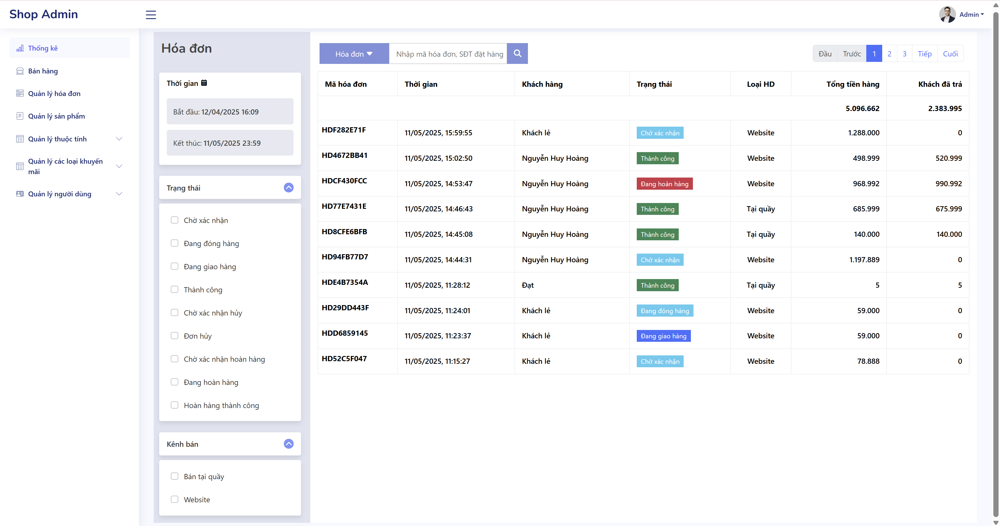 Shop Admin
Admin
Thống kê
Bán hàng
Quản lý hóa đơn
Quản lý sản phẩm
Quản lý thuộc tính
Quản lý các loại khuyến
mãi
Quản lý người dùng
Hóa đơn
Thời gian
Bắt đầu: 12/04/2025 16:09
Kết thúc: 11/05/2025 23:59
Trạng thái
Chờ xác nhận
Đang đóng hàng
Đang giao hàng
Thành công
Chờ xác nhận hủy
Đơn hủy
Chờ xác nhận hoàn hàng
Đang hoàn hàng
Hoàn hàng thành công
Kênh bán
Bán tại quầy
Website
Hóa đơn Nhập mã hóa đơn, SĐT đặt hàng
Đầu Trước 1 2 3 Tiếp Cuối
Mã hóa đơn Thời gian Khách hàng Trạng thái Loại HD Tổng tiền hàng Khách đã trả
5.096.662 2.383.995
HDF282E71F 11/05/2025, 15:59:55 Khách lẻ Chờ xác nhận Website 1.288.000 0
HD4672BB41 11/05/2025, 15:02:50 Nguyễn Huy Hoàng Thành công Website 498.999 520.999
HDCF430FCC 11/05/2025, 14:53:47 Nguyễn Huy Hoàng Đang hoàn hàng Website 968.992 990.992
HD77E7431E 11/05/2025, 14:46:43 Nguyễn Huy Hoàng Thành công Tại quầy 685.999 675.999
HD8CFE6BFB 11/05/2025, 14:45:08 Nguyễn Huy Hoàng Thành công Tại quầy 140.000 140.000
HD94FB77D7 11/05/2025, 14:44:31 Nguyễn Huy Hoàng Chờ xác nhận Website 1.197.889 0
HDE4B7354A 11/05/2025, 11:28:12 Đạt Thành công Tại quầy 5 5
HD29DD443F 11/05/2025, 11:24:01 Khách lẻ Đang đóng hàng Website 59.000 0
HDD6859145 11/05/2025, 11:23:37 Khách lẻ Đang giao hàng Website 59.000 0
HD52C5F047 11/05/2025, 11:15:27 Khách lẻ Chờ xác nhận Website 78.888 0